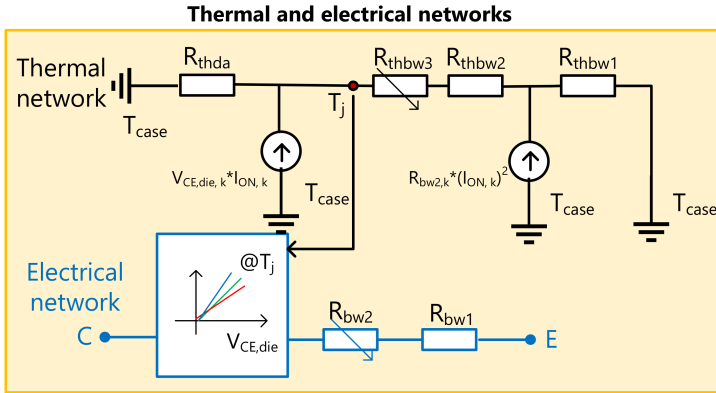 Thermal and electrical networks
Thermal
network
Tcase
Rthda
Tj
Rthbw3
Rthbw2
Rthbw1
VCE,die, k*ION, k
Tcase
Rbw2,k*(ION, k)2
Tcase
Tcase
Electrical
network
C
@Tj
VCE,die
Rbw2
Rbw1
E